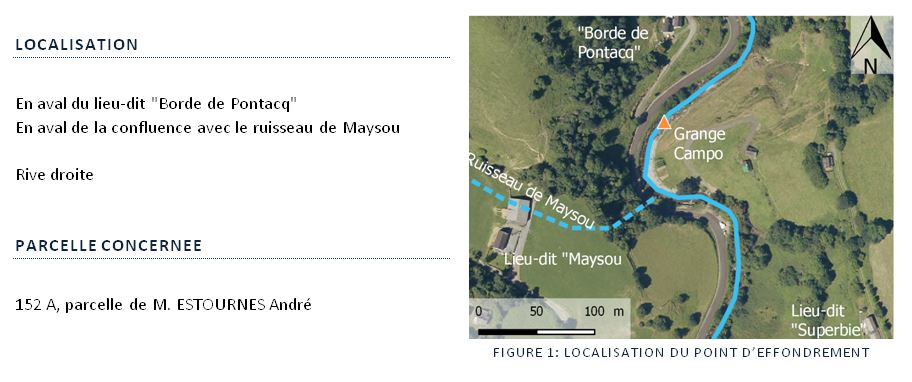 LOCALISATION
En aval du lieu-dit "Borde de Pontacq"
En aval de la confluence avec le ruisseau de Maysou
Rive droite
PARCELLE CONCERNEE
152 A, parcelle de M. ESTOURNES André
"Borde de
Pontacq"
N
Grange
Campo
Ruisseau de Maysou
Lieu-dit "Maysou
Lieu-dit
"Superbie"
0 50 100 m
FIGURE 1: LOCALISATION DU POINT D'EFFONDREMENT